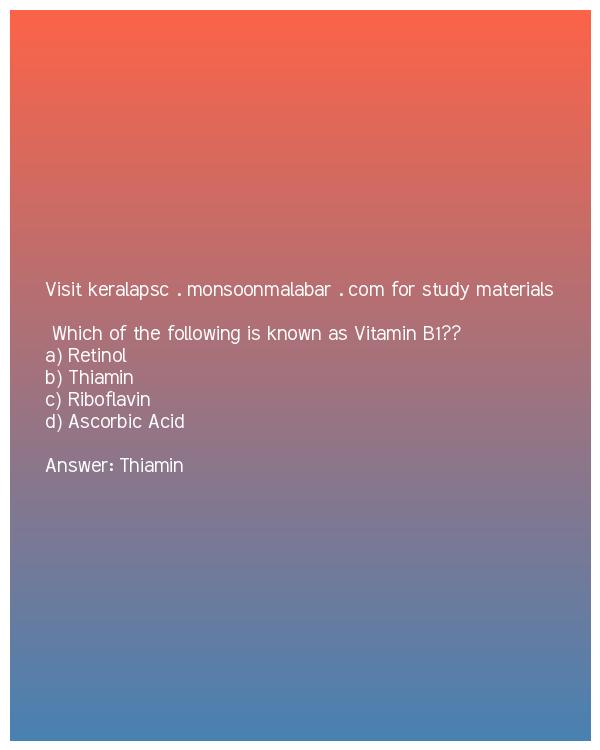 Visit keralapsc . monsoonmalabar . com for study materials
Which of the following is known as Vitamin B1??
a) Retinol
b) Thiamin
c) Riboflavin
d) Ascorbic Acid
Answer: Thiamin